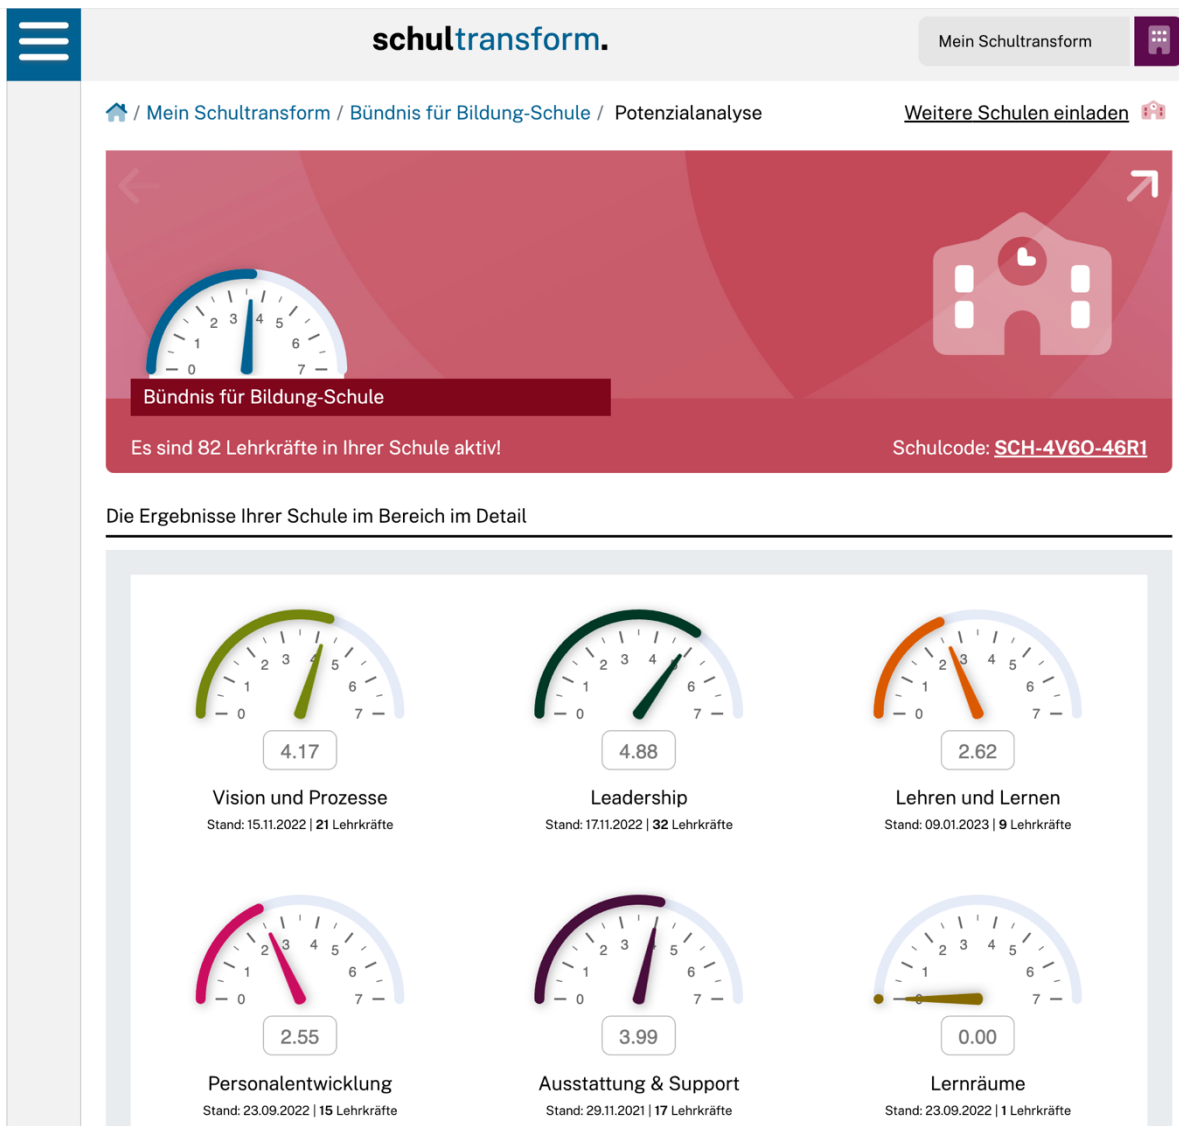 schultransform.
Mein Schultransform
/ Mein Schultransform / Bündnis für Bildung-Schule / Potenzialanalyse
Weitere Schulen einladen
0 1 2 3 4 5 6 7
Bündnis für Bildung-Schule
Es sind 82 Lehrkräfte in Ihrer Schule aktiv!
Schulcode: SCH-4V6O-46R1
Die Ergebnisse Ihrer Schule im Bereich im Detail
0 1 2 3 4 5 6 7
4.17
Vision und Prozesse
Stand: 15.11.2022 | 21 Lehrkräfte
0 1 2 3 4 5 6 7
4.88
Leadership
Stand: 17.11.2022 | 32 Lehrkräfte
0 1 2 3 4 5 6 7
2.62
Lehren und Lernen
Stand: 09.01.2023 | 9 Lehrkräfte
0 1 2 3 4 5 6 7
2.55
Personalentwicklung
Stand: 23.09.2022 | 15 Lehrkräfte
0 1 2 3 4 5 6 7
3.99
Ausstattung & Support
Stand: 29.11.2021 | 17 Lehrkräfte
0 1 2 3 4 5 6 7
0.00
Lernräume
Stand: 23.09.2022 | 1 Lehrkräfte